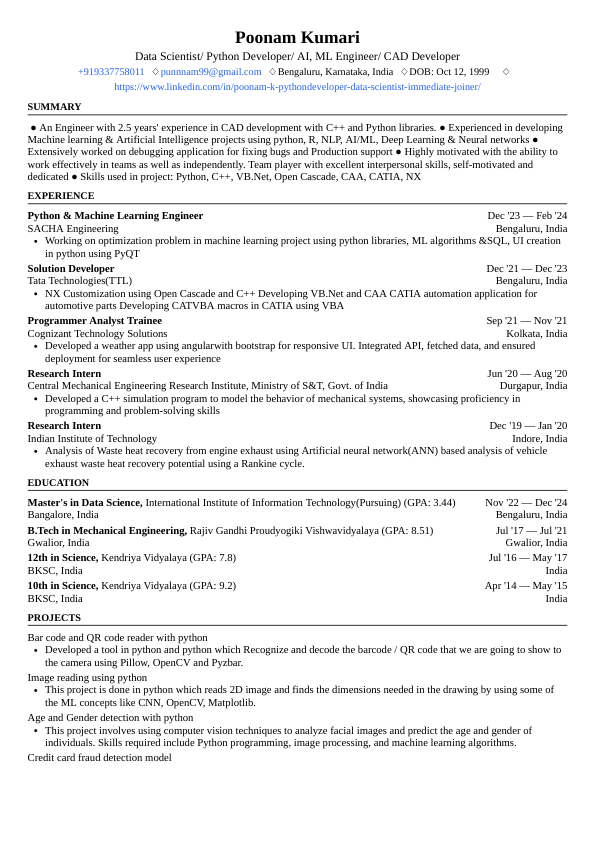 Poonam Kumari
Data Scientist/ Python Developer/ AI, ML Engineer/ CAD Developer
+919337758011 ◇ punnnam99@gmail.com ◇ Bengaluru, Karnataka, India ◇ DOB: Oct 12, 1999 ◇
https://www.linkedin.com/in/poonam-k-pythondeveloper-data-scientist-immediate-joiner/
SUMMARY
● An Engineer with 2.5 years' experience in CAD development with C++ and Python libraries. ● Experienced in developing
Machine learning & Artificial Intelligence projects using python, R, NLP, AI/ML, Deep Learning & Neural networks ●
Extensively worked on debugging application for fixing bugs and Production support ● Highly motivated with the ability to
work effectively in teams as well as independently. Team player with excellent interpersonal skills, self-motivated and
dedicated ● Skills used in project: Python, C++, VB.Net, Open Cascade, CAA, CATIA, NX
EXPERIENCE
Python & Machine Learning Engineer Dec '23 — Feb '24
SACHA Engineering Bengaluru, India
• Working on optimization problem in machine learning project using python libraries, ML algorithms &SQL, UI creation
in python using PyQT
Solution Developer Dec '21 — Dec '23
Tata Technologies(TTL) Bengaluru, India
• NX Customization using Open Cascade and C++ Developing VB.Net and CAA CATIA automation application for
automotive parts Developing CATVBA macros in CATIA using VBA
Programmer Analyst Trainee Sep '21 — Nov '21
Cognizant Technology Solutions Kolkata, India
• Developed a weather app using angularwith bootstrap for responsive UI. Integrated API, fetched data, and ensured
deployment for seamless user experience
Research Intern Jun '20 — Aug '20
Central Mechanical Engineering Research Institute, Ministry of S&T, Govt. of India Durgapur, India
• Developed a C++ simulation program to model the behavior of mechanical systems, showcasing proficiency in
programming and problem-solving skills
Research Intern Dec '19 — Jan '20
Indian Institute of Technology Indore, India
• Analysis of Waste heat recovery from engine exhaust using Artificial neural network(ANN) based analysis of vehicle
exhaust waste heat recovery potential using a Rankine cycle.
EDUCATION
Master's in Data Science, International Institute of Information Technology(Pursuing) (GPA: 3.44) Nov '22 — Dec '24
Bangalore, India Bengaluru, India
B.Tech in Mechanical Engineering, Rajiv Gandhi Proudyogiki Vishwavidyalaya (GPA: 8.51) Jul '17 — Jul '21
Gwalior, India Gwalior, India
12th in Science, Kendriya Vidyalaya (GPA: 7.8) Jul '16 — May '17
BKSC, India India
10th in Science, Kendriya Vidyalaya (GPA: 9.2) Apr '14 — May '15
BKSC, India India
PROJECTS
Bar code and QR code reader with python
• Developed a tool in python and python which Recognize and decode the barcode / QR code that we are going to show to
the camera using Pillow, OpenCV and Pyzbar.
Image reading using python
• This project is done in python which reads 2D image and finds the dimensions needed in the drawing by using some of
the ML concepts like CNN, OpenCV, Matplotlib.
Age and Gender detection with python
• This project involves using computer vision techniques to analyze facial images and predict the age and gender of
individuals. Skills required include Python programming, image processing, and machine learning algorithms.
Credit card fraud detection model